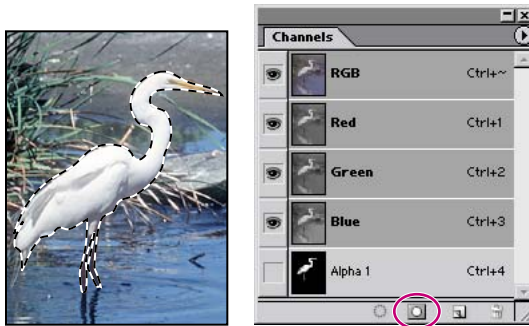 Channels
RGB Ctrl+~
Red Ctrl+1
Green Ctrl+2
Blue Ctrl+3
Alpha 1 Ctrl+4